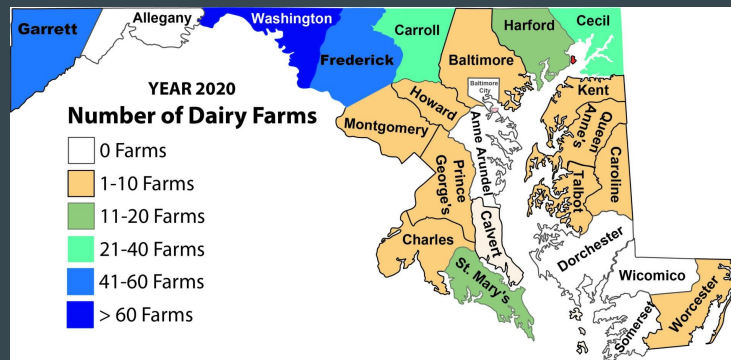 Garrett
Allegany
Washington
Frederick
Carroll
Baltimore
Harford
Cecil
YEAR 2020
Number of Dairy Farms
0 Farms
1-10 Farms
11-20 Farms
21-40 Farms
41-60 Farms
> 60 Farms
Baltimore
City
Howard
Montgomery
Anne Arundel
Prince
George's
Calvert
Charles
St. Mary's
Kent
Queen
Anne's
Caroline
Talbot
Dorchester
Wicomico
Somerset
Worcester